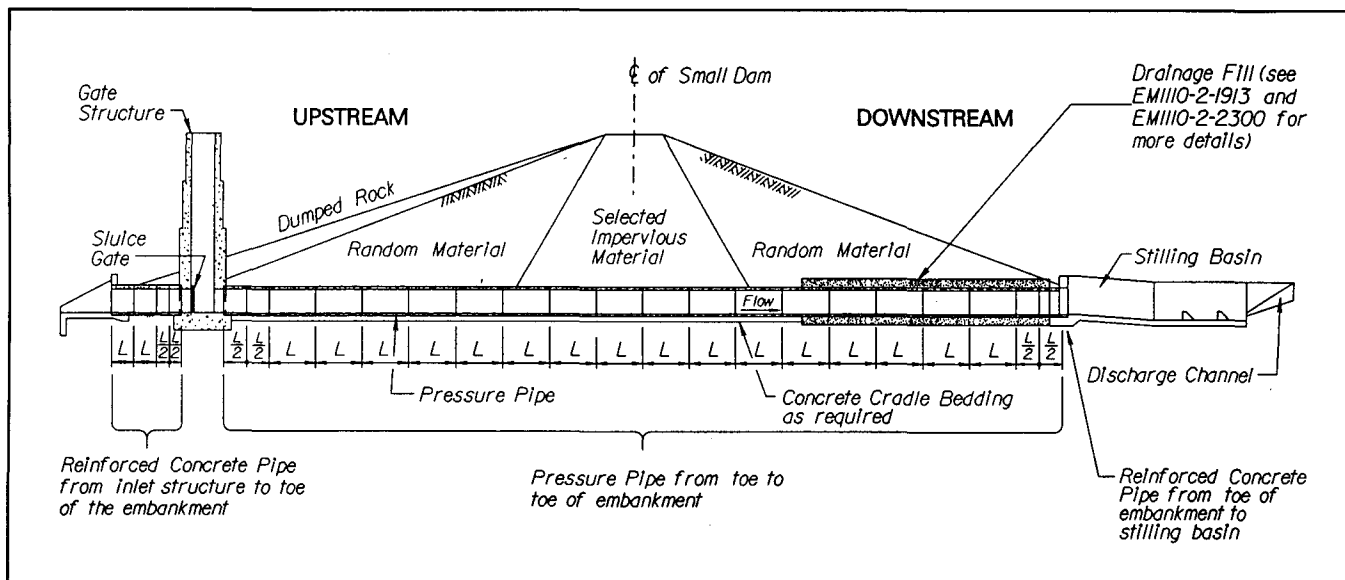 ℄ of Small Dam
Gate
Structure
UPSTREAM
DOWNSTREAM
Drainage Fill (see
EM1110-2-1913 and
EM1110-2-2300 for
more details)
Dumped Rock
Sluice
Gate
Random Material
Selected
Impervious
Material
Random Material
Stilling Basin
Flow
L L L/2 L/2 L/2 L/2 L L L L L L L L L L L L L L L L L/2 L/2
Pressure Pipe
Concrete Cradle Bedding
as required
Discharge Channel
Reinforced Concrete Pipe
from inlet structure to toe
of the embankment
Pressure Pipe from toe to
toe of embankment
Reinforced Concrete
Pipe from toe of
embankment to
stilling basin